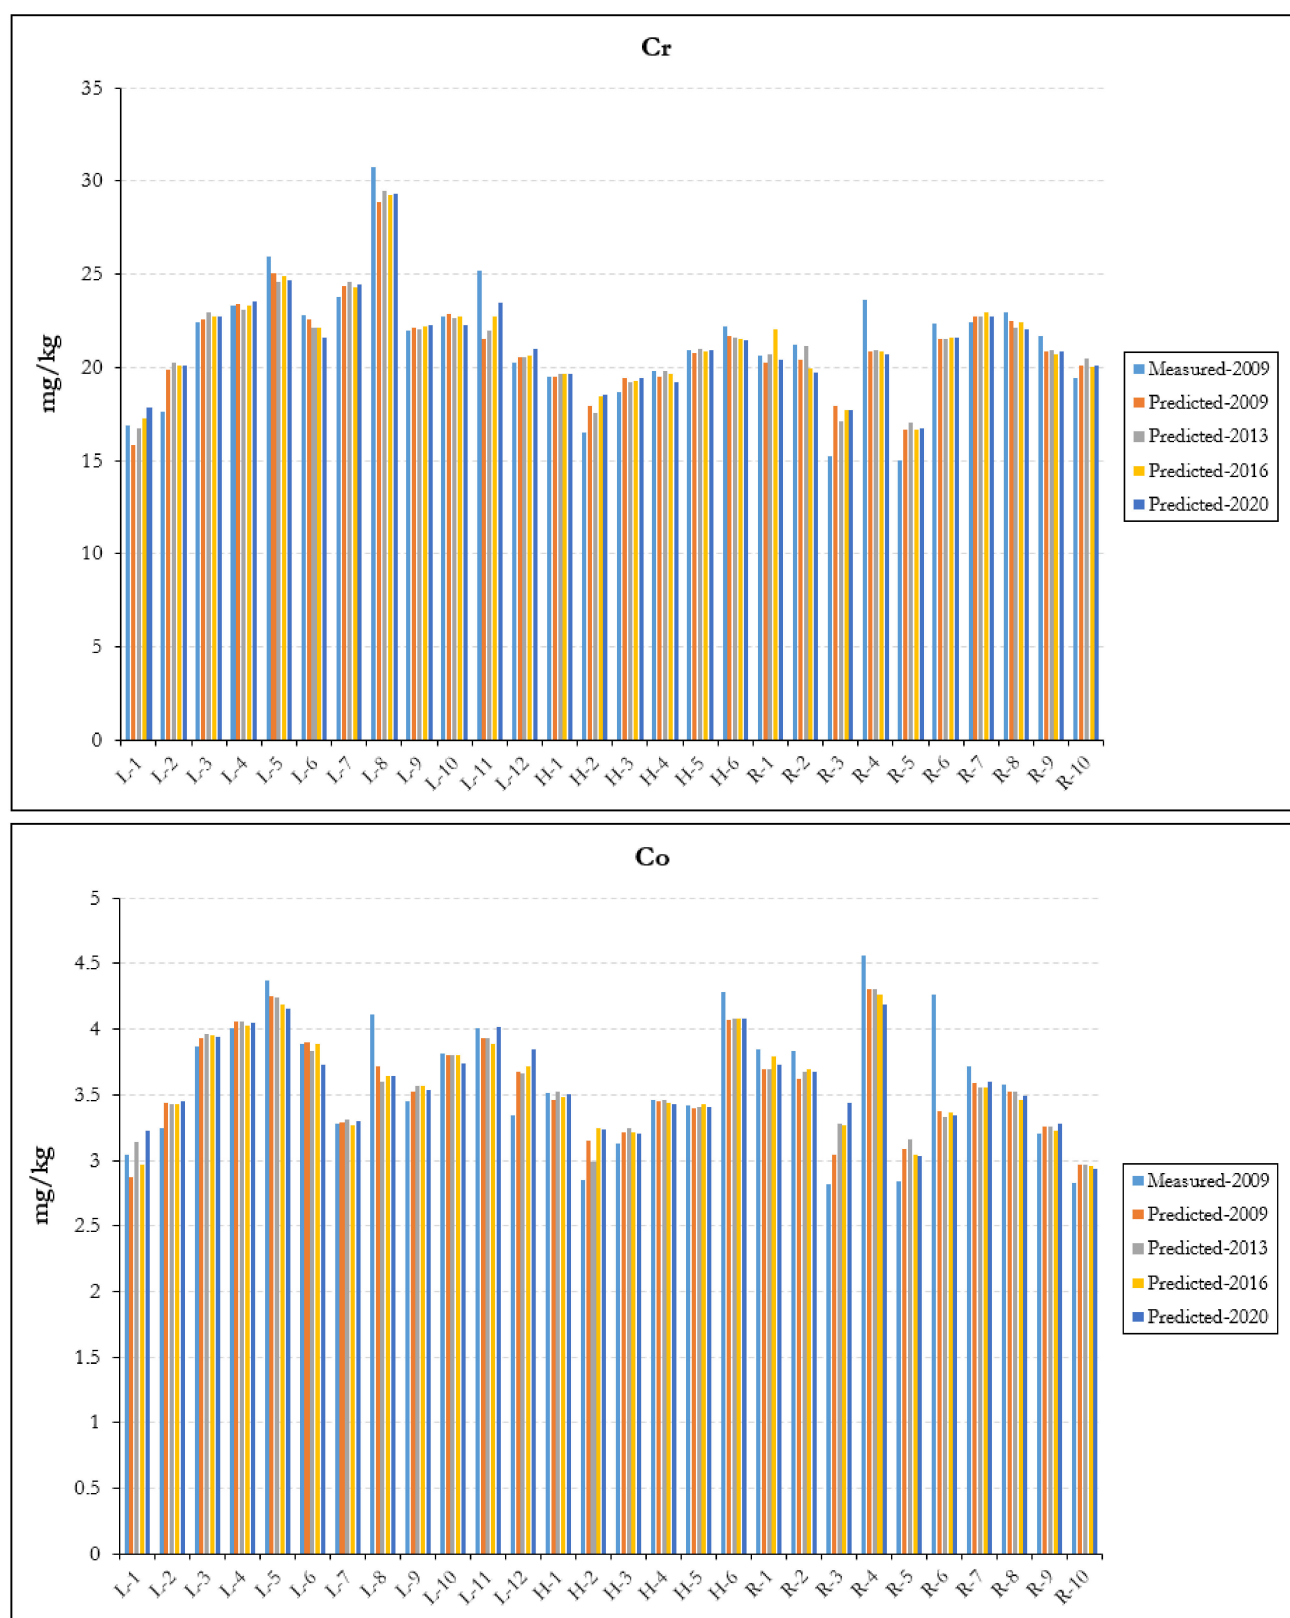 Cr
35
30
25
20
15
10
5
0
mg/kg
L-1 L-2 L-3 L-4 L-5 L-6 L-7 L-8 L-9 L-10 L-11 L-12 H-1 H-2 H-3 H-4 H-5 H-6 R-1 R-2 R-3 R-4 R-5 R-6 R-7 R-8 R-9 R-10
Measured-2009
Predicted-2009
Predicted-2013
Predicted-2016
Predicted-2020
Co
5
4.5
4
3.5
3
2.5
2
1.5
1
0.5
0
mg/kg
L-1 L-2 L-3 L-4 L-5 L-6 L-7 L-8 L-9 L-10 L-11 L-12 H-1 H-2 H-3 H-4 H-5 H-6 R-1 R-2 R-3 R-4 R-5 R-6 R-7 R-8 R-9 R-10
Measured-2009
Predicted-2009
Predicted-2013
Predicted-2016
Predicted-2020